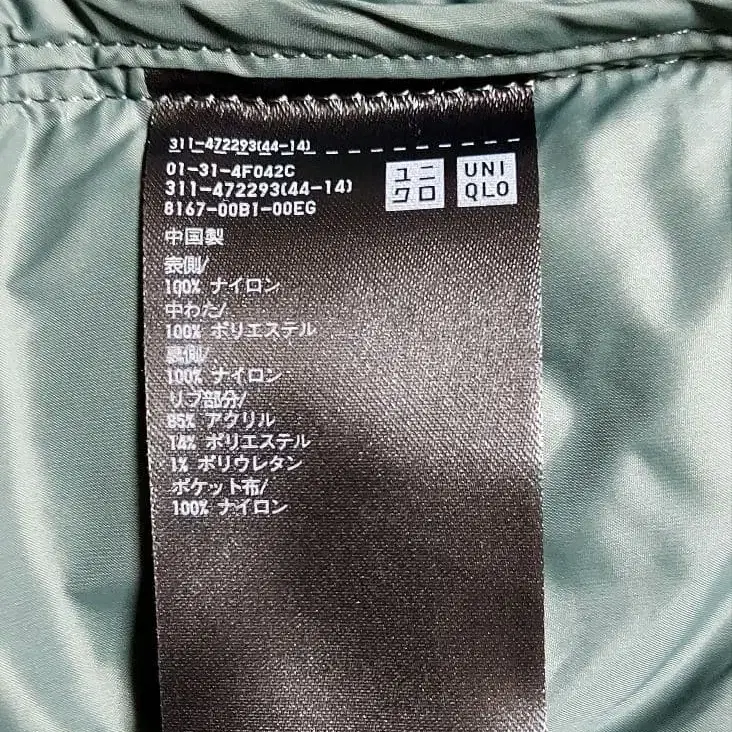 311-472293(44-14)
01-31-4F042C
311-472293(44-14)
8167-00B1-00EG
ユニ
クロ
UNI
QLO
中国製
表側/
100% ナイロン
中わた/
100% ポリエステル
裏側/
100% ナイロン
リブ部分/
85% アクリル
14% ポリエステル
1% ポリウレタン
ポケット布/
100% ナイロン